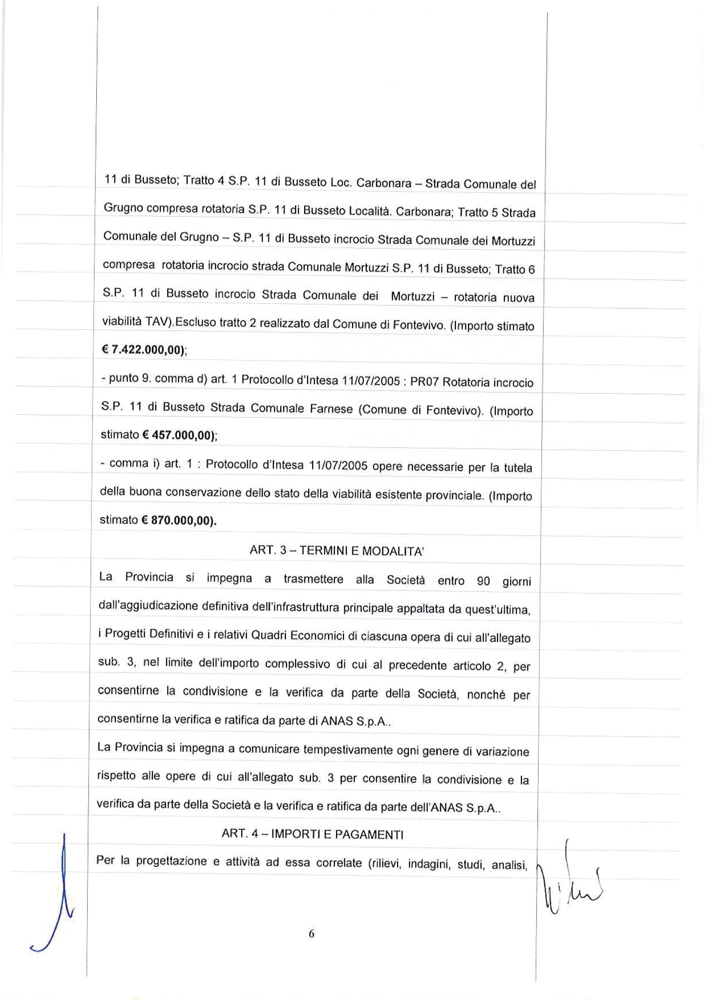 11 di Busseto; Tratto 4 S.P. 11 di Busseto Loc. Carbonara – Strada Comunale del
Grugno compresa rotatoria S.P. 11 di Busseto Località. Carbonara; Tratto 5 Strada
Comunale del Grugno – S.P. 11 di Busseto incrocio Strada Comunale dei Mortuzzi
compresa  rotatoria incrocio strada Comunale Mortuzzi S.P. 11 di Busseto; Tratto 6
S.P. 11 di Busseto incrocio Strada Comunale dei  Mortuzzi – rotatoria nuova
viabilità TAV).Escluso tratto 2 realizzato dal Comune di Fontevivo. (Importo stimato
€ 7.422.000,00);
- punto 9. comma d) art. 1 Protocollo d'Intesa 11/07/2005 : PR07 Rotatoria incrocio
S.P. 11 di Busseto Strada Comunale Farnese (Comune di Fontevivo). (Importo
stimato € 457.000,00);
- comma i) art. 1 : Protocollo d'Intesa 11/07/2005 opere necessarie per la tutela
della buona conservazione dello stato della viabilità esistente provinciale. (Importo
stimato € 870.000,00).
ART. 3 – TERMINI E MODALITA'
La Provincia si impegna a trasmettere alla Società entro 90 giorni
dall'aggiudicazione definitiva dell'infrastruttura principale appaltata da quest'ultima,
i Progetti Definitivi e i relativi Quadri Economici di ciascuna opera di cui all'allegato
sub. 3, nel limite dell'importo complessivo di cui al precedente articolo 2, per
consentirne la condivisione e la verifica da parte della Società, nonché per
consentirne la verifica e ratifica da parte di ANAS S.p.A..
La Provincia si impegna a comunicare tempestivamente ogni genere di variazione
rispetto alle opere di cui all'allegato sub. 3 per consentire la condivisione e la
verifica da parte della Società e la verifica e ratifica da parte dell'ANAS S.p.A..
ART. 4 – IMPORTI E PAGAMENTI
Per la progettazione e attività ad essa correlate (rilievi, indagini, studi, analisi,
6